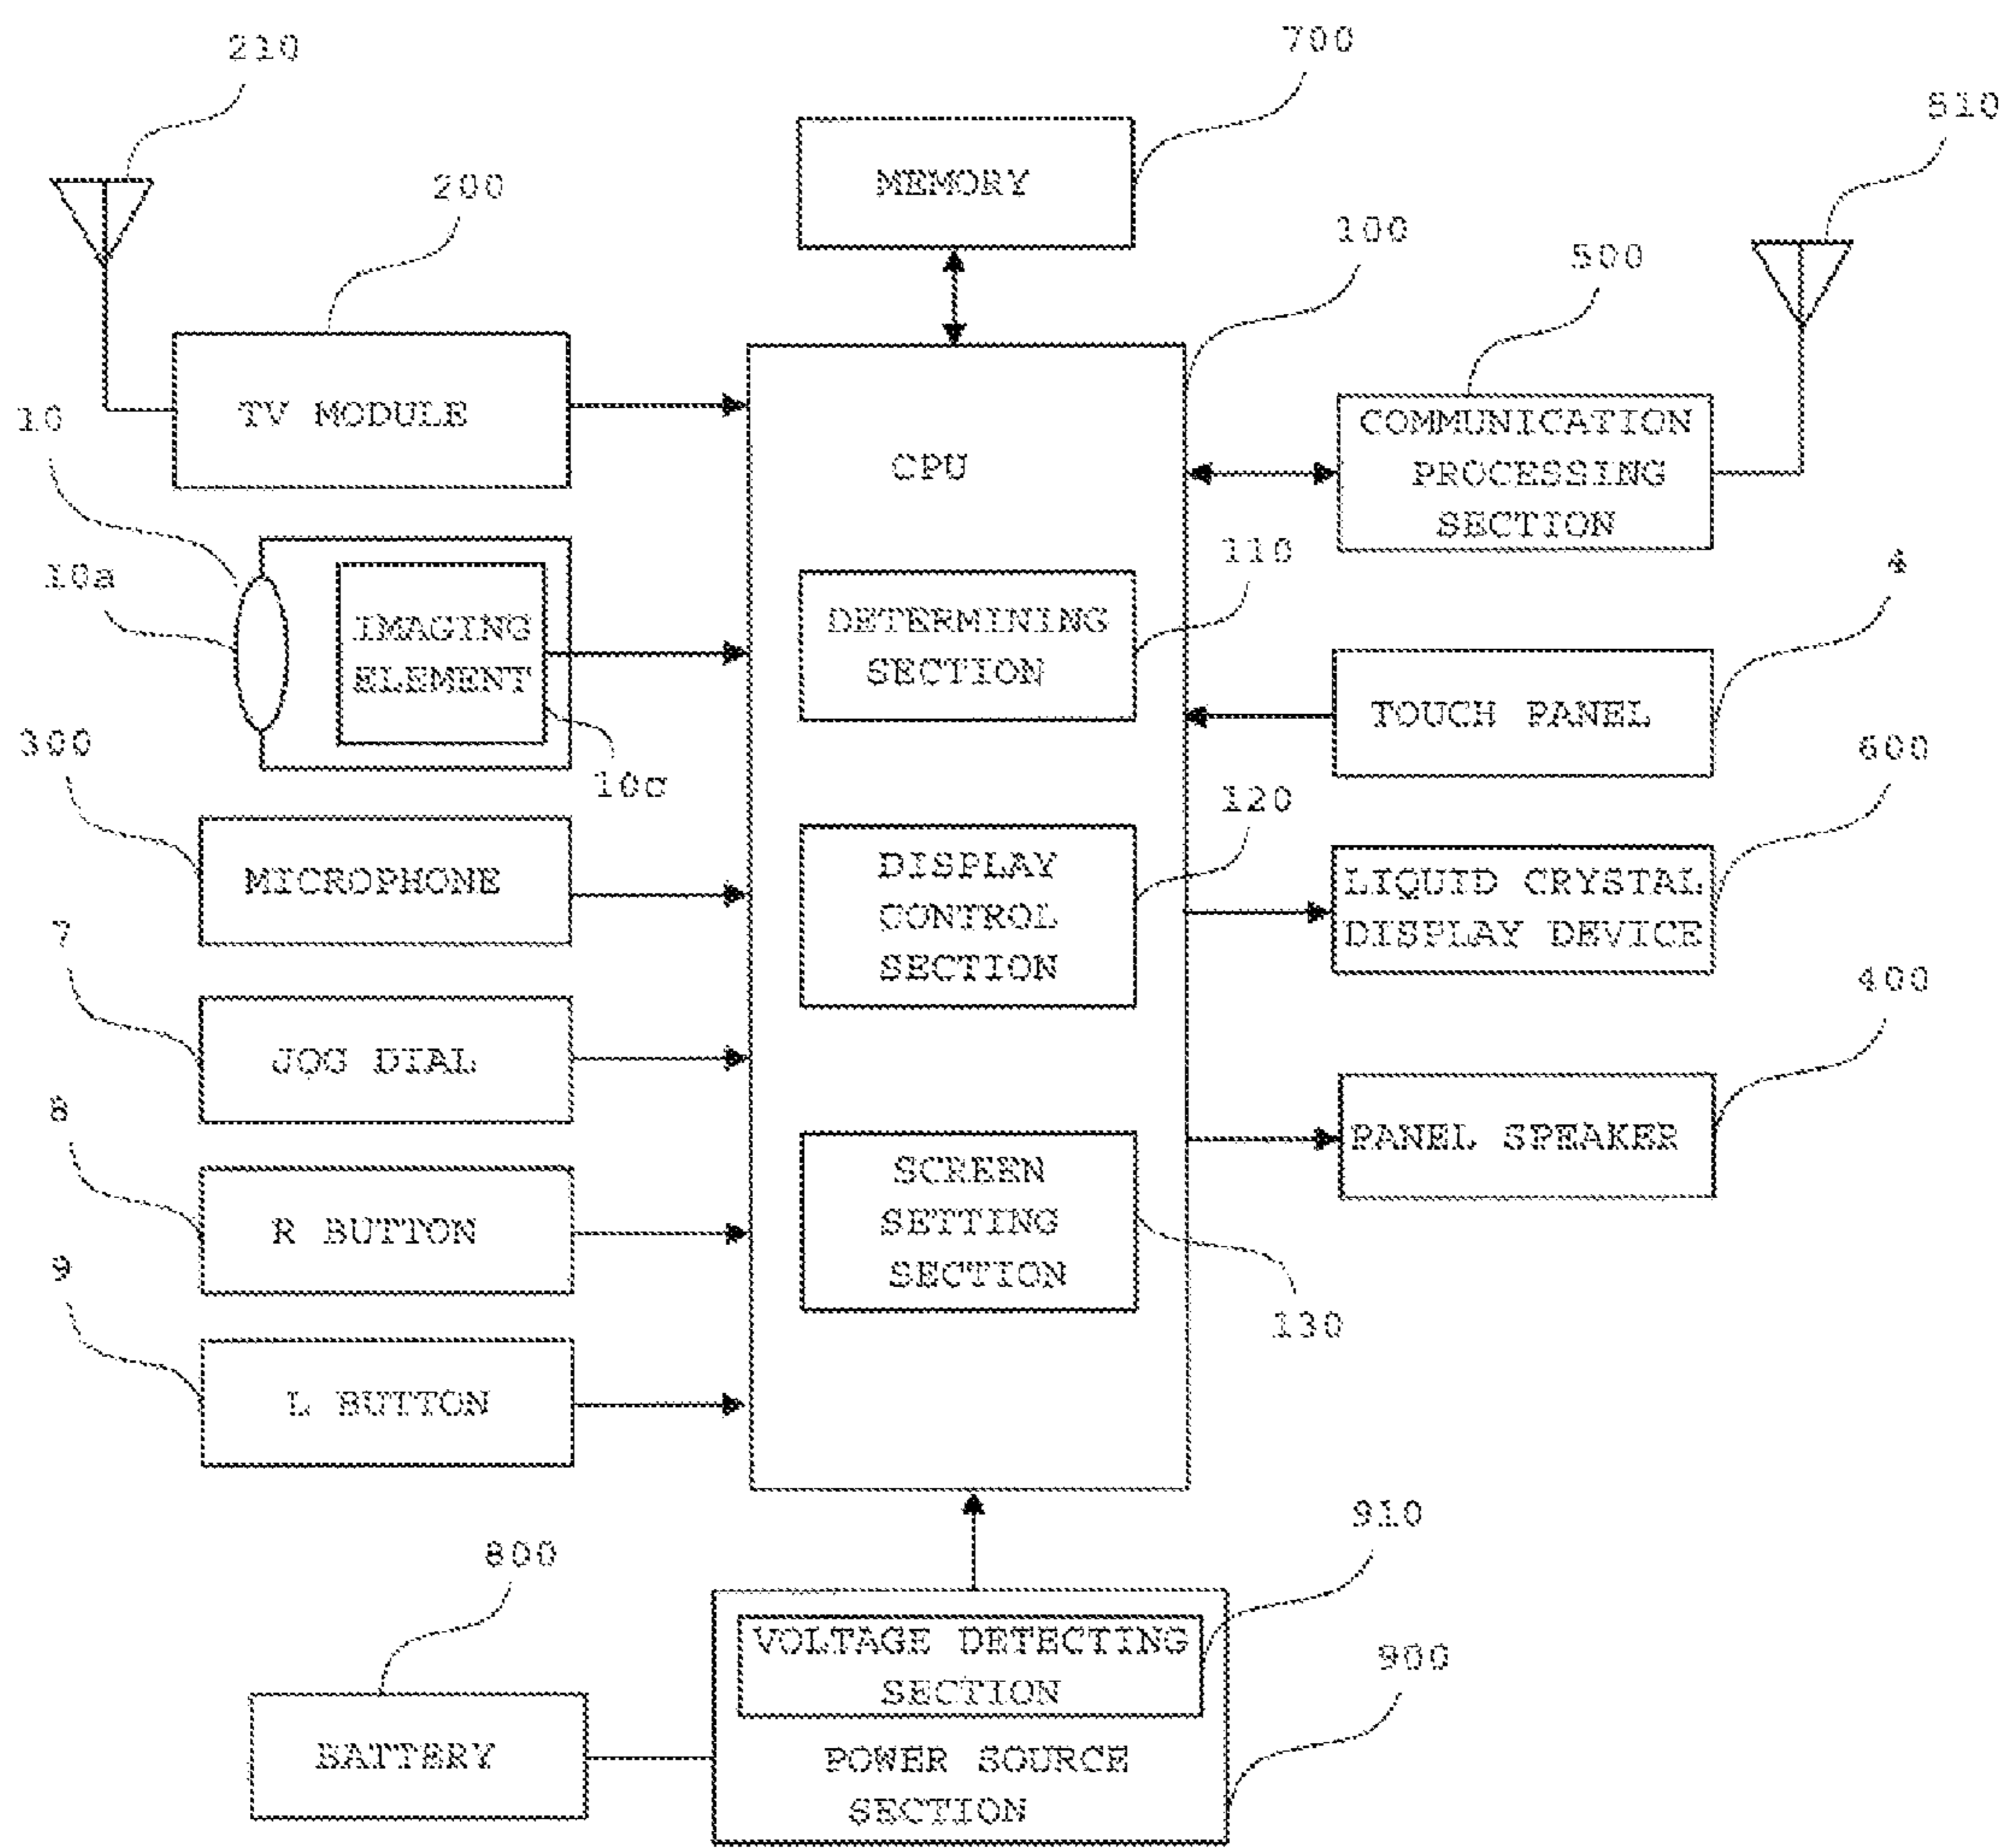 210
700
510
200
MEMORY
100
500
TV MODULE
10
CPU
COMMUNICATION
PROCESSING
SECTION
10a
IMAGING
ELEMENT
110
4
DETERMINING
SECTION
TOUCH PANEL
300
10c
120
600
MICROPHONE
DISPLAY
CONTROL
SECTION
LIQUID CRYSTAL
DISPLAY DEVICE
7
400
JOG DIAL
8
PANEL SPEAKER
R BUTTON
SCREEN
SETTING
SECTION
9
130
L BUTTON
910
800
VOLTAGE DETECTING
SECTION
900
BATTERY
POWER SOURCE
SECTION